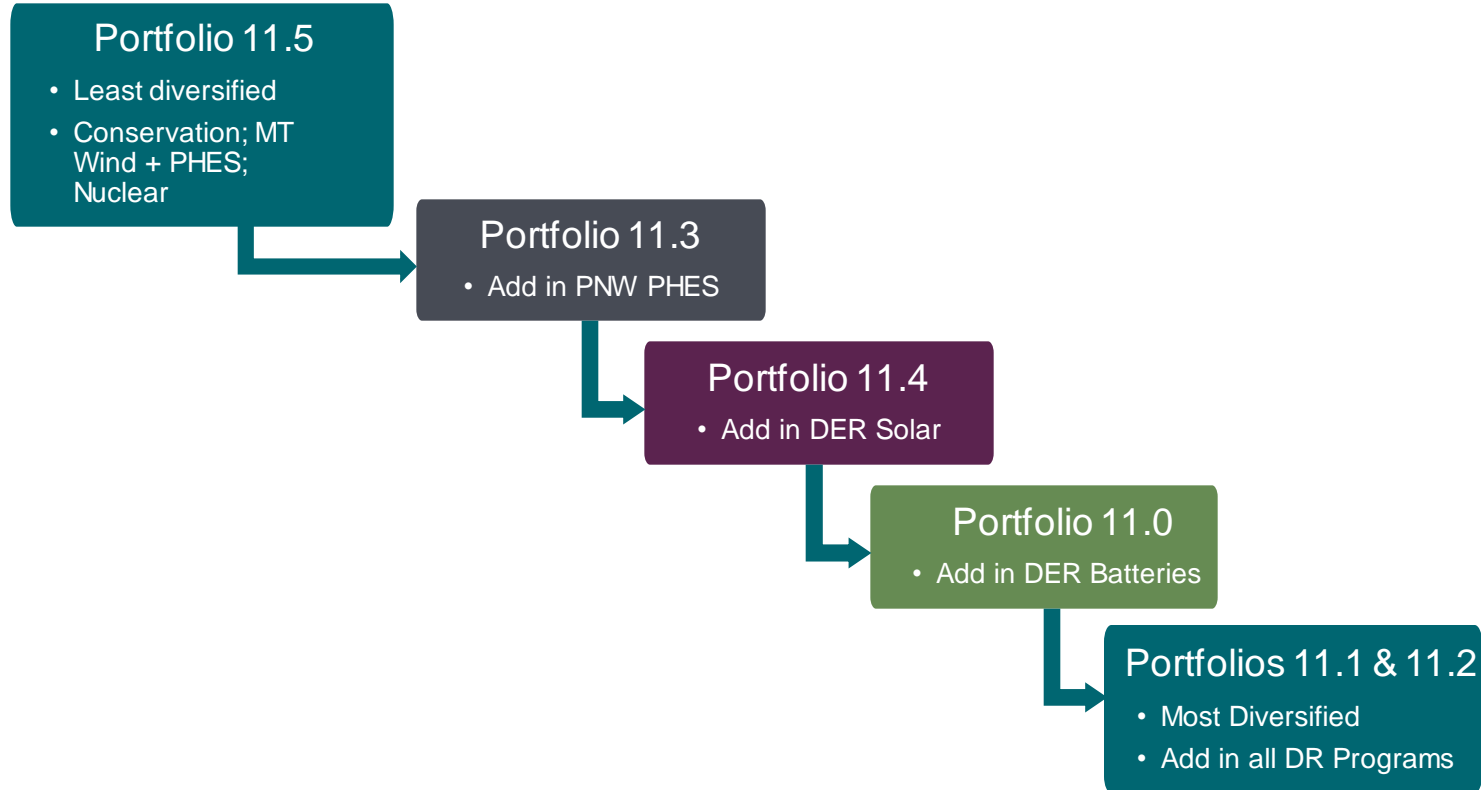 Portfolio 11.5
• Least diversified
• Conservation; MT
Wind + PHES;
Nuclear
Portfolio 11.3
• Add in PNW PHES
Portfolio 11.4
• Add in DER Solar
Portfolio 11.0
• Add in DER Batteries
Portfolios 11.1 & 11.2
• Most Diversified
• Add in all DR Programs